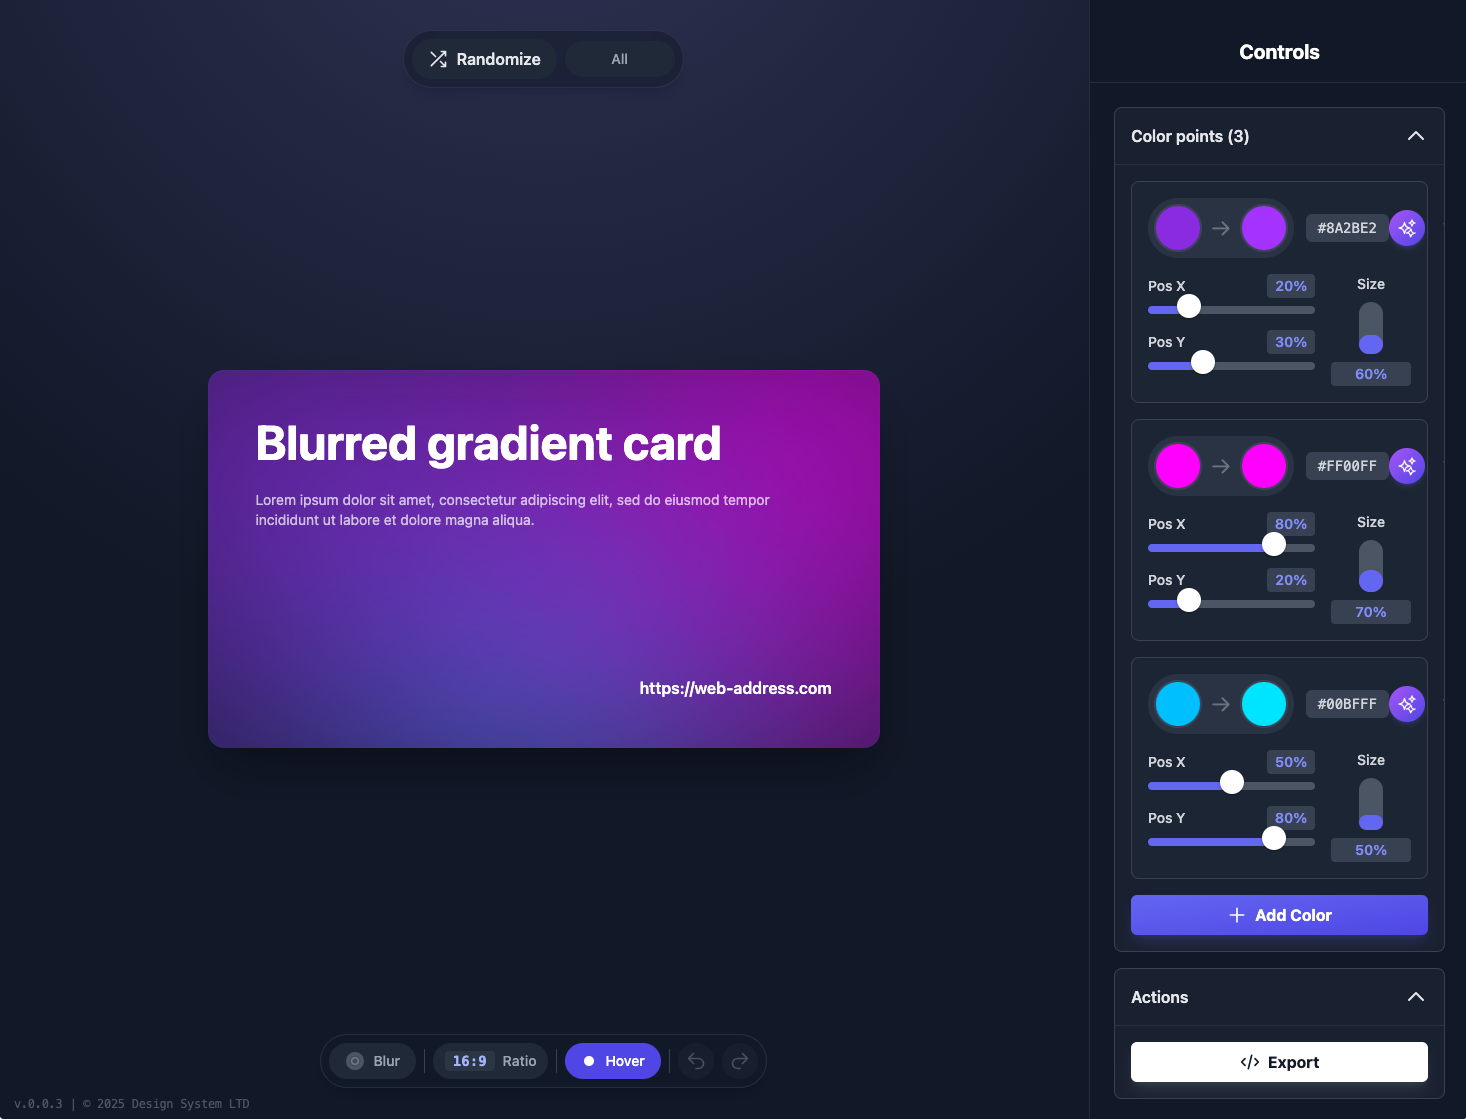 Randomize
All
Blurred gradient card
Lorem ipsum dolor sit amet, consectetur adipiscing elit, sed do eiusmod tempor
incididunt ut labore et dolore magna aliqua.
https://web-address.com
Blur
16:9 Ratio
Hover
v.0.0.3 | © 2025 Design System LTD
Controls
Color points (3)
#8A2BE2
Pos X 20%
Size
Pos Y 30%
60%
#FF00FF
Pos X 80%
Size
Pos Y 20%
70%
#00BFFF
Pos X 50%
Size
Pos Y 80%
50%
Add Color
Actions
Export